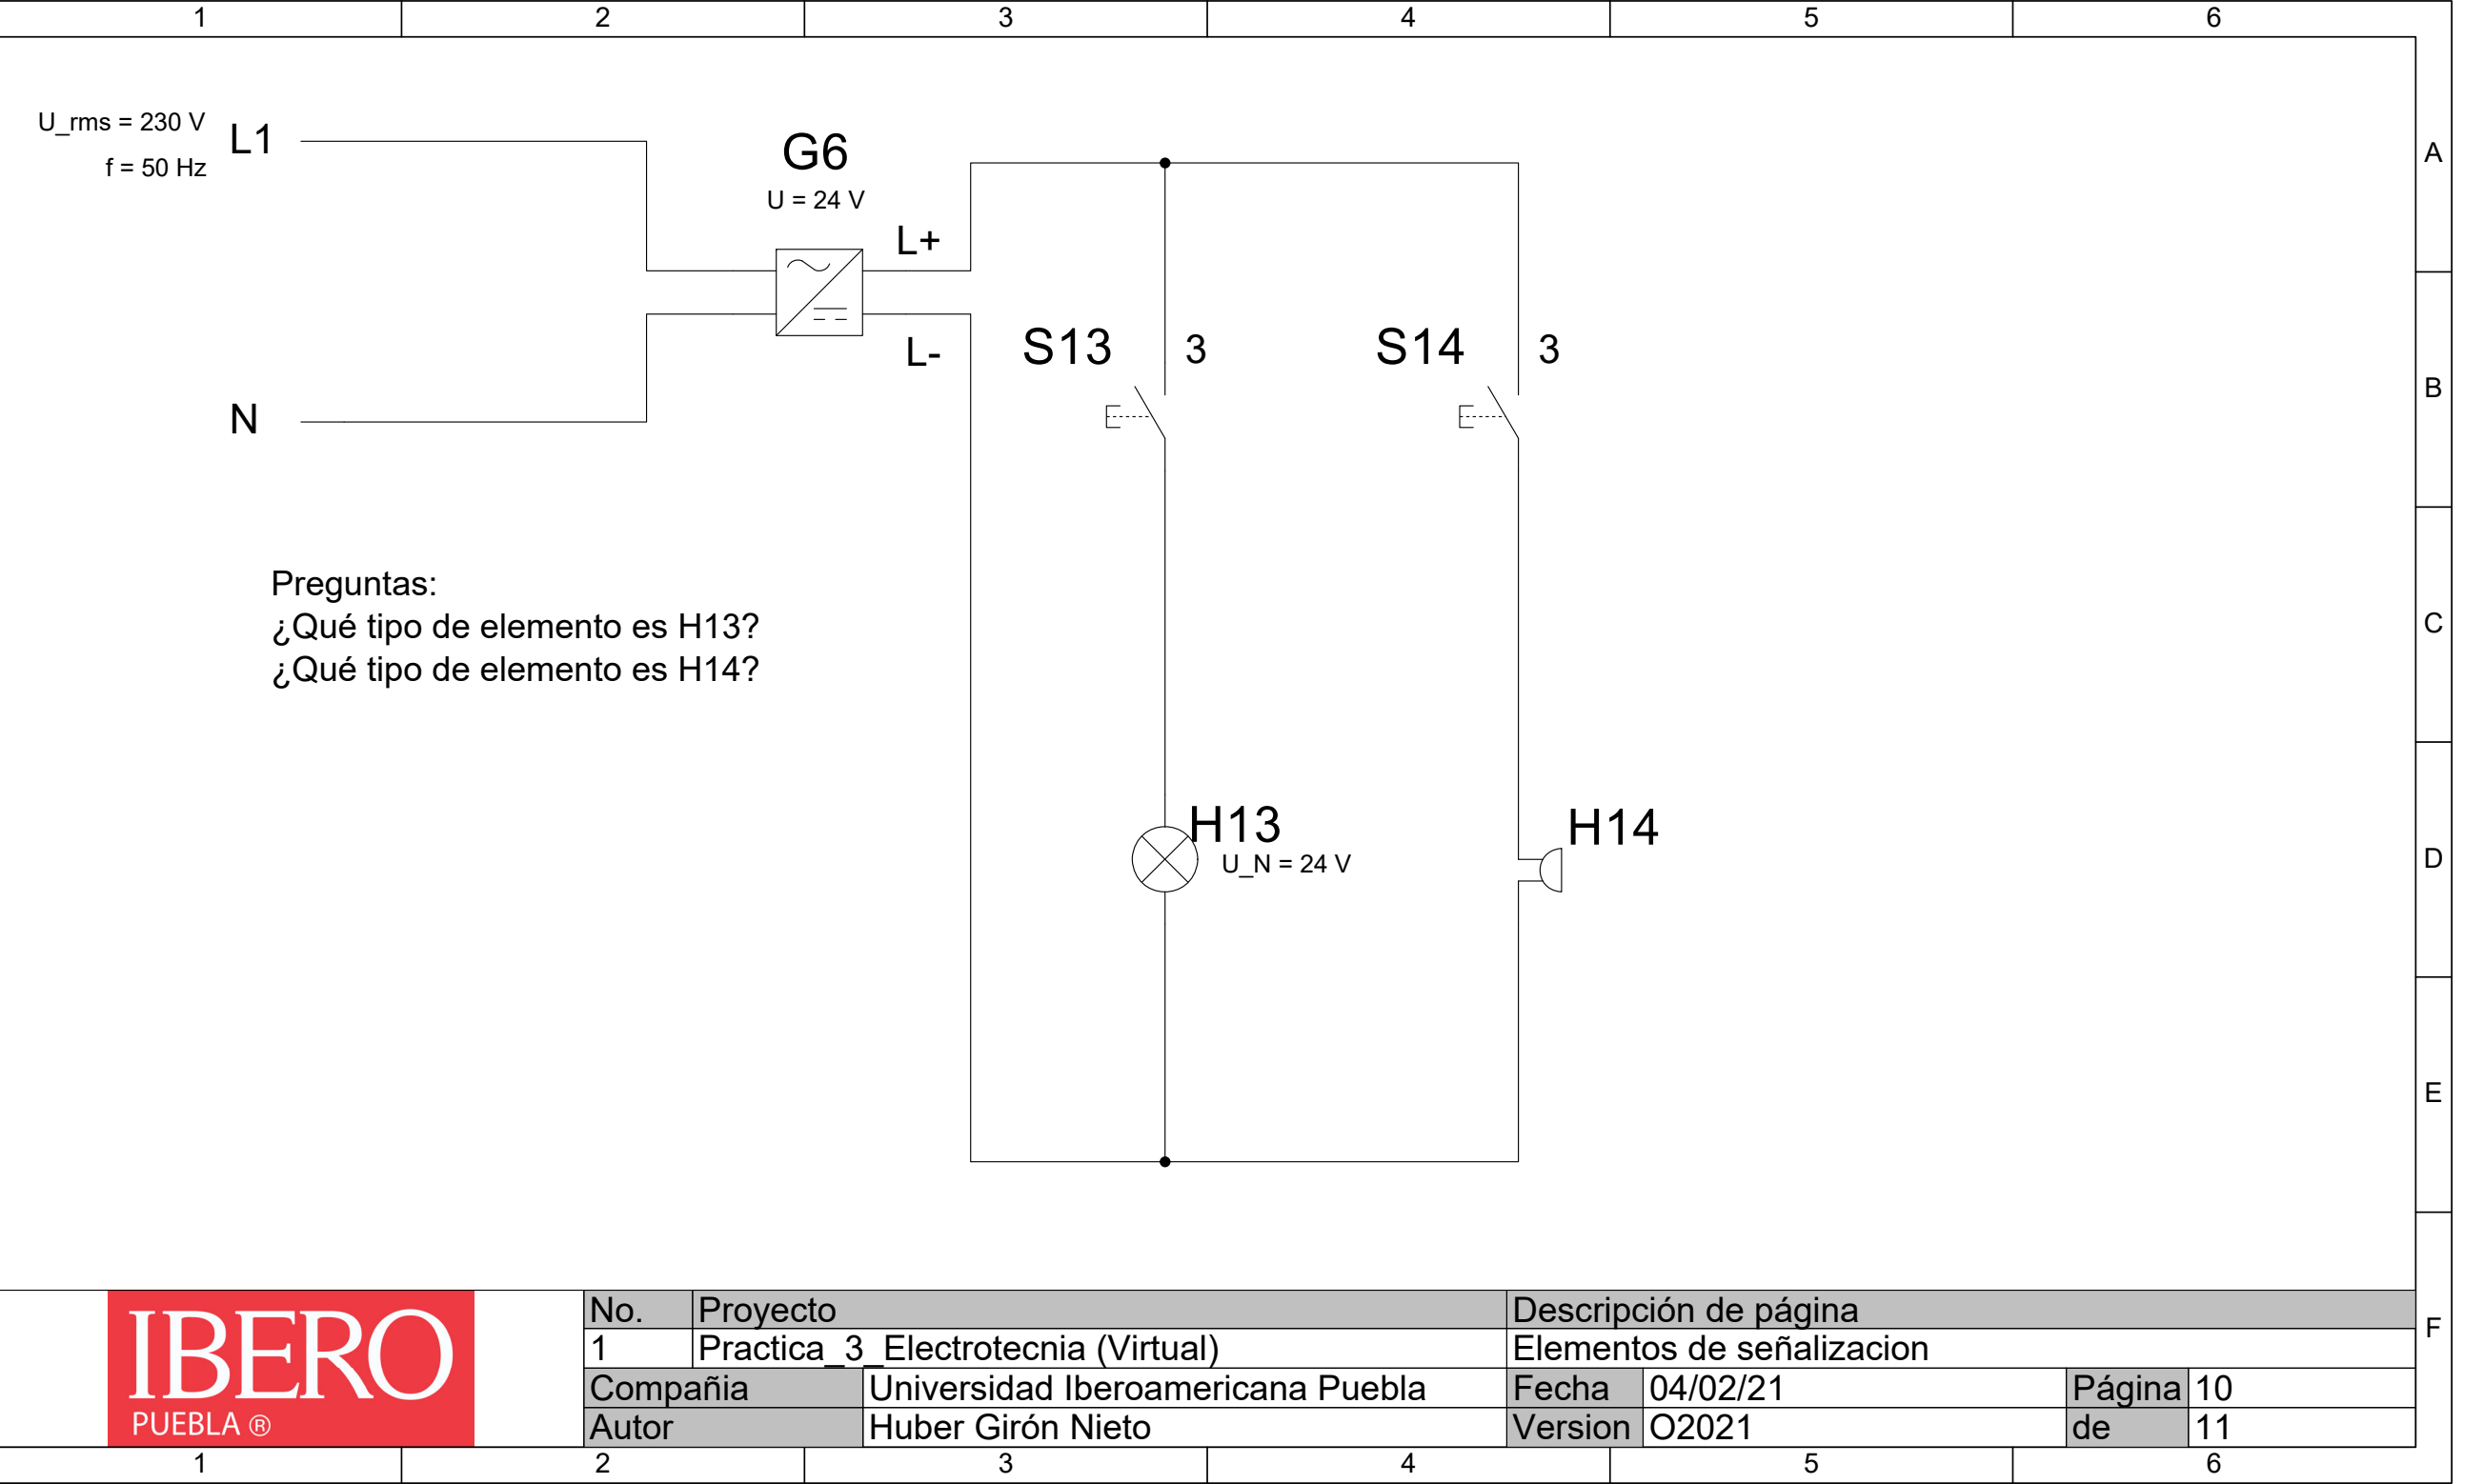 1 2 3 4 5 6
U_rms = 230 V
L1
f = 50 Hz
G6
U = 24 V
L+
L-
N
S13 3
S14 3
A
B
C
D
E
F
Preguntas:
¿Qué tipo de elemento es H13?
¿Qué tipo de elemento es H14?
H13
U_N = 24 V
H14
IBERO
PUEBLA ®
No. Proyecto Descripción de página
1 Practica_3_Electrotecnia (Virtual) Elementos de señalizacion
Compañia Universidad Iberoamericana Puebla Fecha 04/02/21 Página 10
Autor Huber Girón Nieto Version O2021 de 11
1 2 3 4 5 6